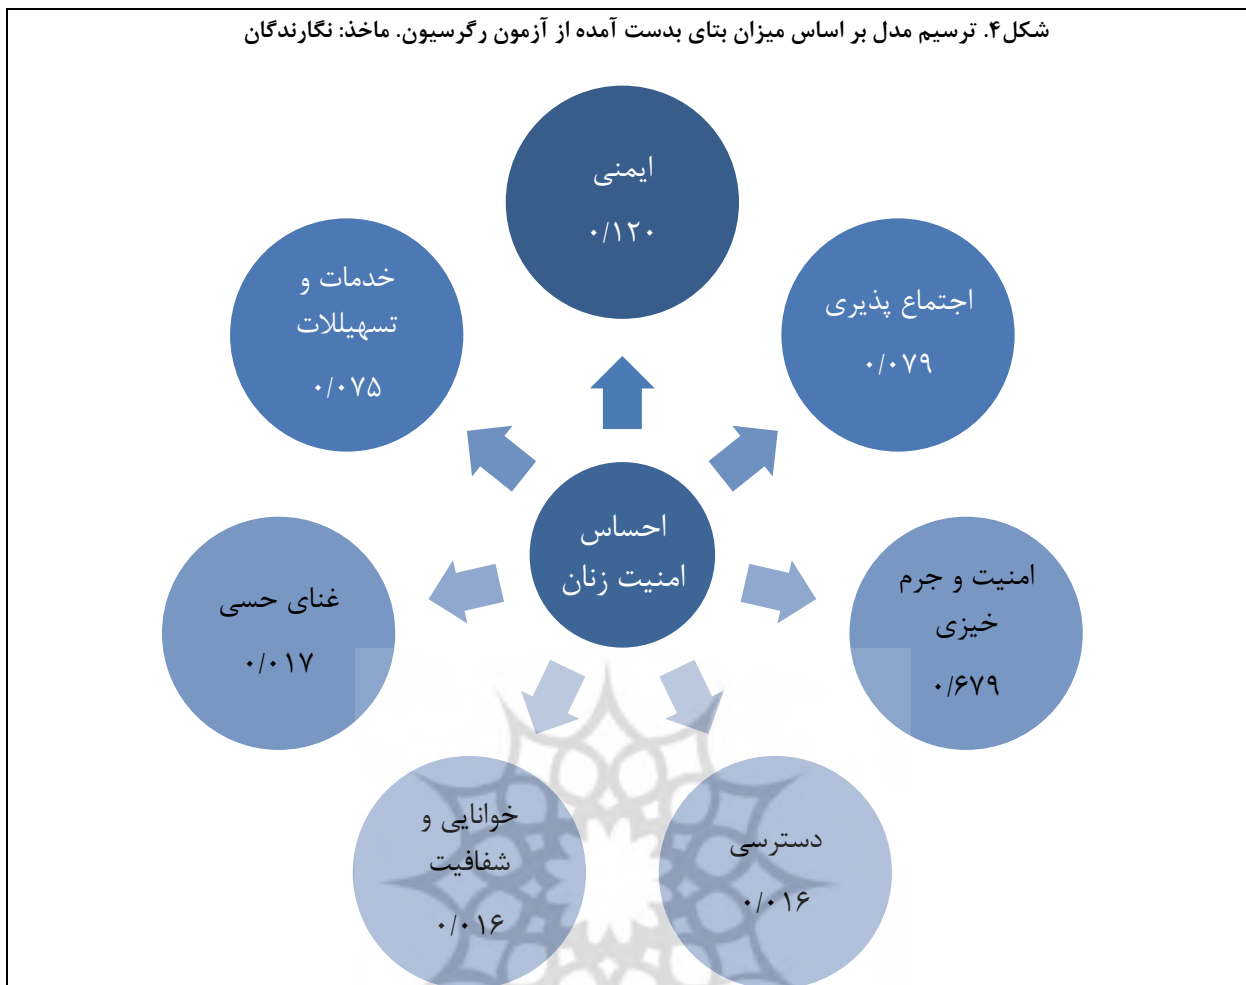 شکل۴. ترسیم مدل بر اساس میزان بتای بدست آمده از آزمون رگرسیون. ماخذ: نگارندگان
ایمنی
۰/۱۲۰
اجتماع پذیری
۰/۰۷۹
امنیت و جرم
خیزی
۰/۶۷۹
دسترسی
۰/۰۱۶
خوانایی و
شفافیت
۰/۰۱۶
غنای حسی
۰/۰۱۷
خدمات و
تسهیللات
۰/۰۷۵
احساس
امنیت زنان